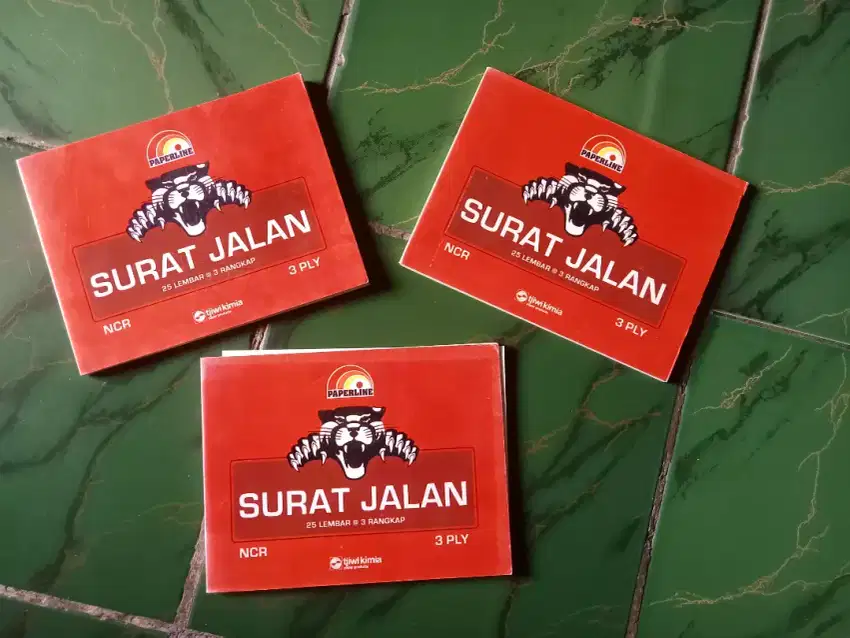 PAPERLINE
SURAT JALAN
25 LEMBAR @ 3 RANGKAP
NCR
3 PLY
tjiwi kimia
PAPERLINE
SURAT JALAN
25 LEMBAR @ 3 RANGKAP
NCR
3 PLY
tjiwi kimia
PAPERLINE
SURAT JALAN
25 LEMBAR @ 3 RANGKAP
NCR
3 PLY
tjiwi kimia